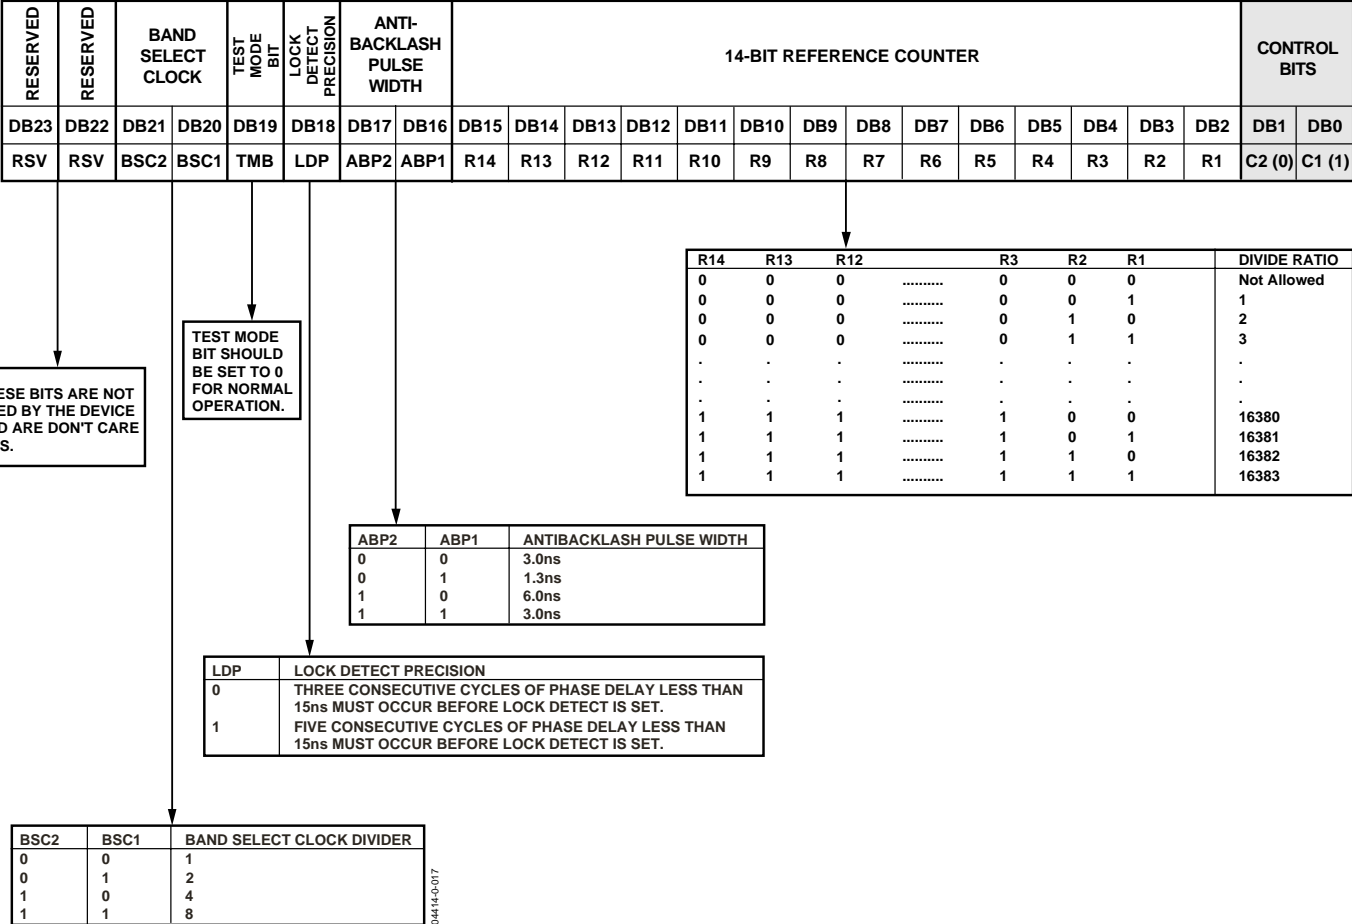 RESERVED
RESERVED
BAND
SELECT
CLOCK
TEST
MODE
BIT
LOCK
DETECT
PRECISION
ANTI-
BACKLASH
PULSE
WIDTH
14-BIT REFERENCE COUNTER
CONTROL
BITS
DB23 DB22 DB21 DB20 DB19 DB18 DB17 DB16 DB15 DB14 DB13 DB12 DB11 DB10 DB9 DB8 DB7 DB6 DB5 DB4 DB3 DB2 DB1 DB0
RSV RSV BSC2 BSC1 TMB LDP ABP2 ABP1 R14 R13 R12 R11 R10 R9 R8 R7 R6 R5 R4 R3 R2 R1 C2 (0) C1 (1)
R14 R13 R12 R3 R2 R1 DIVIDE RATIO
0 0 0 .......... 0 0 0 Not Allowed
0 0 0 .......... 0 0 1 1
0 0 0 .......... 0 1 0 2
0 0 0 .......... 0 1 1 3
. . . .......... . . . .
. . . .......... . . . .
. . . .......... . . . .
1 1 1 .......... 1 0 0 16380
1 1 1 .......... 1 0 1 16381
1 1 1 .......... 1 1 0 16382
1 1 1 .......... 1 1 1 16383
TEST MODE
BIT SHOULD
BE SET TO 0
FOR NORMAL
OPERATION.
ESE BITS ARE NOT
ED BY THE DEVICE
D ARE DON'T CARE
S.
ABP2 ABP1 ANTIBACKLASH PULSE WIDTH
0 0 3.0ns
0 1 1.3ns
1 0 6.0ns
1 1 3.0ns
LDP LOCK DETECT PRECISION
0 THREE CONSECUTIVE CYCLES OF PHASE DELAY LESS THAN
15ns MUST OCCUR BEFORE LOCK DETECT IS SET.
1 FIVE CONSECUTIVE CYCLES OF PHASE DELAY LESS THAN
15ns MUST OCCUR BEFORE LOCK DETECT IS SET.
BSC2 BSC1 BAND SELECT CLOCK DIVIDER
0 0 1
0 1 2
1 0 4
1 1 8
04414-0-017